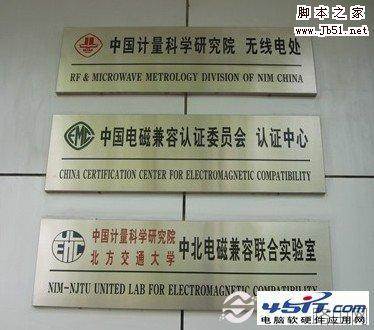 脚本之家
www.Jb51.net
中国计量科学研究院 无线电处
RF & MICROWAVE METROLOGY DIVISION OF NIM CHINA
EMC
中国电磁兼容认证委员会 认证中心
CHINA CERTIFICATION CENTER FOR ELECTROMAGNETIC COMPATIBILITY
中国计量科学研究院
北方交通大学
中北电磁兼容联合实验室
NIM-NJTU UNITED LAB FOR ELECTROMAGNETIC COMPATIBILITY
45IT.com
电脑软硬件应用网